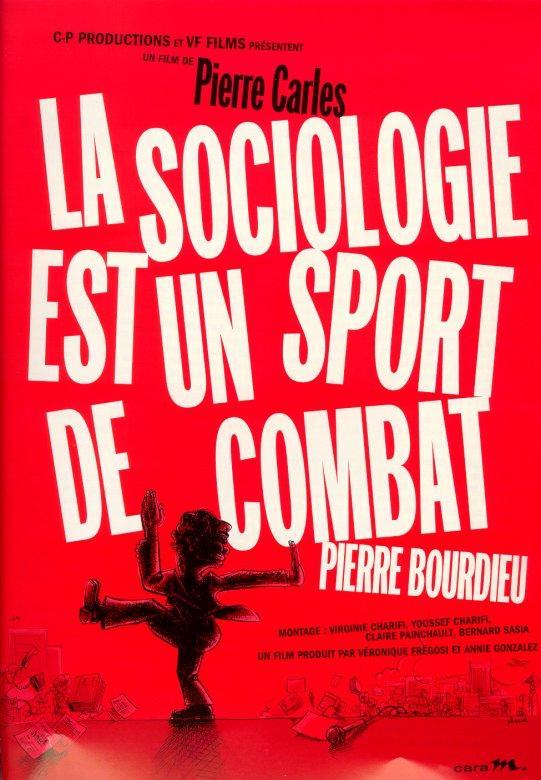 C-P PRODUCTIONS ET VF FILMS PRÉSENTENT
UN FILM DE Pierre Carles
LA SOCIOLOGIE
EST UN SPORT
DE COMBAT
PIERRE BOURDIEU
MONTAGE : VIRGINIE CHARIFI, YOUSSEF CHARIFI,
CLAIRE PAINCHAULT, BERNARD SASIA
UN FILM PRODUIT PAR VÉRONIQUE FRÉGOSI ET ANNIE GONZALEZ
cara m.